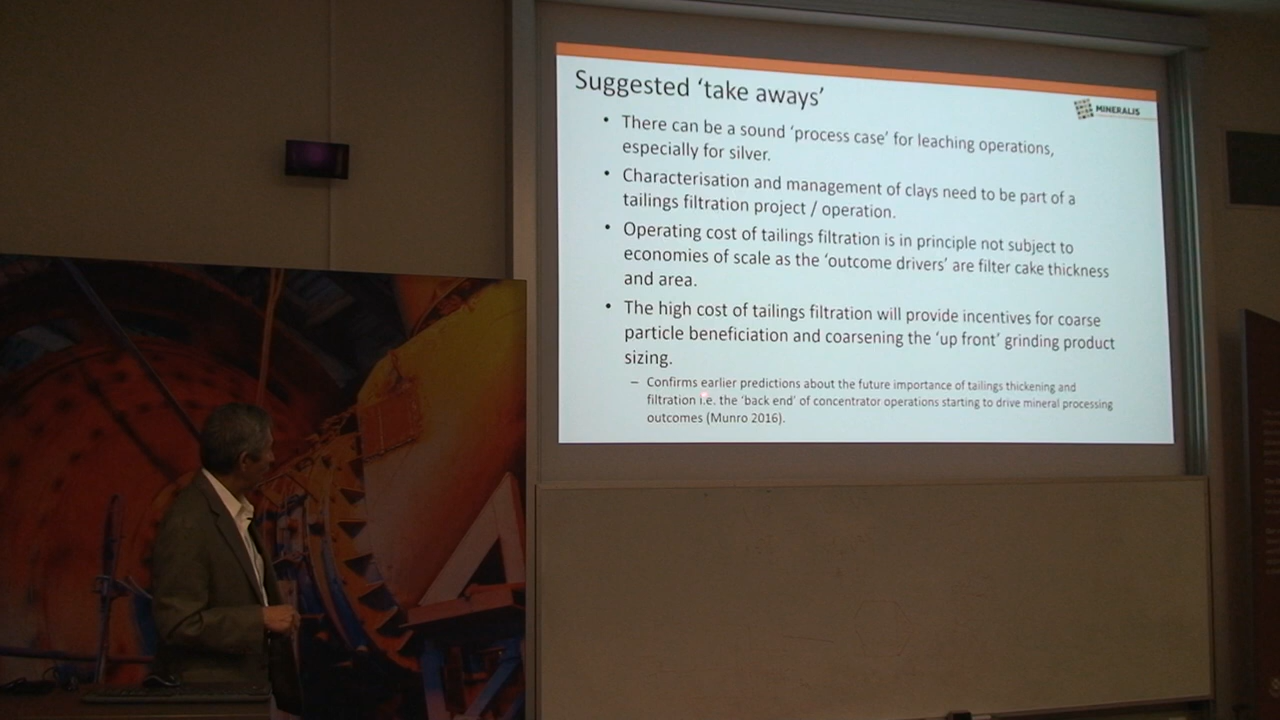 Suggested ‘take aways’
MINERALIS
• There can be a sound ‘process case’ for leaching operations,
especially for silver.
• Characterisation and management of clays need to be part of a
tailings filtration project / operation.
• Operating cost of tailings filtration is in principle not subject to
economies of scale as the ‘outcome drivers’ are filter cake thickness
and area.
• The high cost of tailings filtration will provide incentives for coarse
particle beneficiation and coarsening the ‘up front’ grinding product
sizing.
– Confirms earlier predictions about the future importance of tailings thickening and
filtration i.e. the ‘back end’ of concentrator operations starting to drive mineral processing
outcomes (Munro 2016).